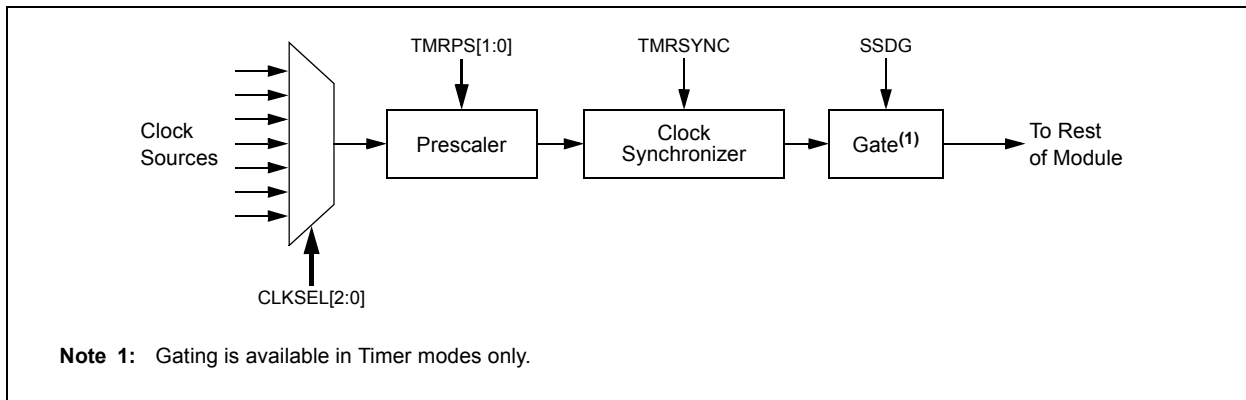 TMRPS[1:0]
TMRSYNC
SSDG
Clock
Sources
Prescaler
Clock
Synchronizer
Gate(1)
To Rest
of Module
CLKSEL[2:0]
Note 1: Gating is available in Timer modes only.